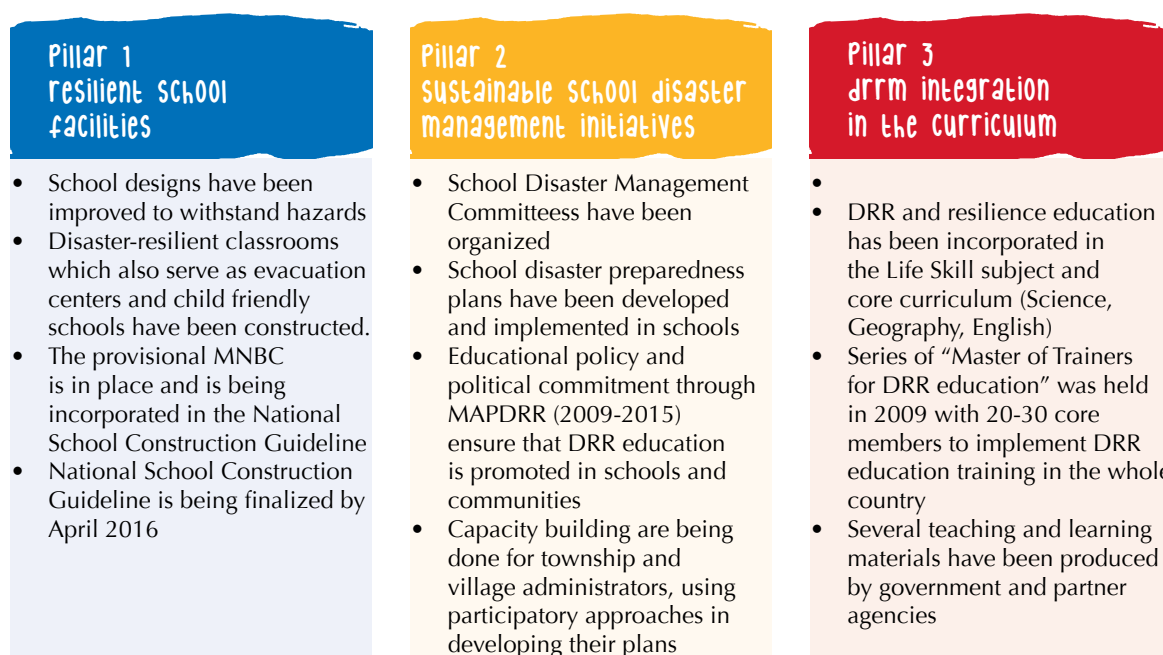 Pillar 1
resilient school
facilities
• School designs have been
improved to withstand hazards
• Disaster-resilient classrooms
which also serve as evacuation
centers and child friendly
schools have been constructed.
• The provisional MNBC
is in place and is being
incorporated in the National
School Construction Guideline
• National School Construction
Guideline is being finalized by
April 2016
Pillar 2
sustainable school disaster
management initiatives
• School Disaster Management
Committeess have been
organized
• School disaster preparedness
plans have been developed
and implemented in schools
• Educational policy and
political commitment through
MAPDRR (2009-2015)
ensure that DRR education
is promoted in schools and
communities
• Capacity building are being
done for township and
village administrators, using
participatory approaches in
developing their plans
Pillar 3
drrm integration
in the curriculum
•
• DRR and resilience education
has been incorporated in
the Life Skill subject and
core curriculum (Science,
Geography, English)
• Series of “Master of Trainers
for DRR education” was held
in 2009 with 20-30 core
members to implement DRR
education training in the whole
country
• Several teaching and learning
materials have been produced
by government and partner
agencies